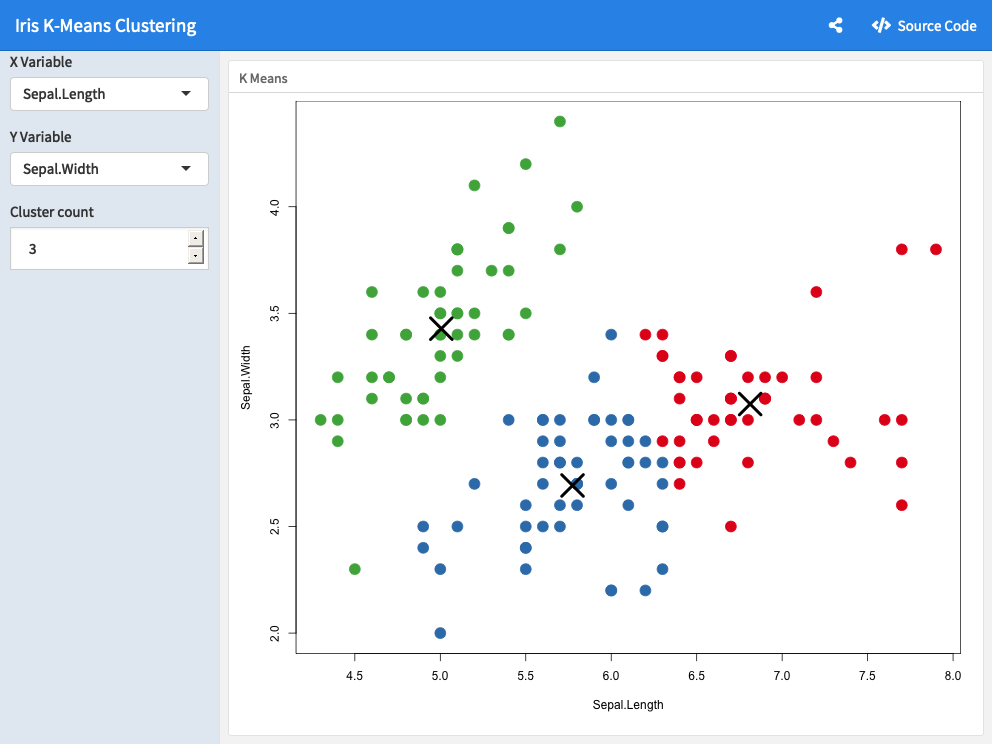 Iris K-Means Clustering
Source Code
X Variable
Sepal.Length
Y Variable
Sepal.Width
Cluster count
3
K Means
4.0
3.5
3.0
2.5
2.0
Sepal.Width
4.5 5.0 5.5 6.0 6.5 7.0 7.5 8.0
Sepal.Length